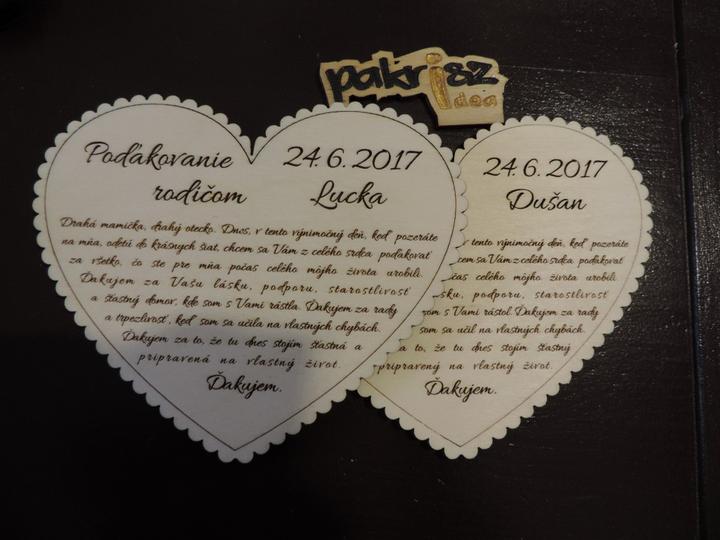 pakrisz
idea
Poďakovanie
rodičom
24.6.2017
Lucka
Drahá mamička, drahý otecko. Dnes, v tento výnimočný deň, keď pozeráte
na mňa, odetú do krásnych šiat, chcem sa Vám z celého srdca poďakovať
za všetko, čo ste pre mňa počas celého môjho života urobili.
Ďakujem za Vašu lásku, podporu, starostlivosť
a šťastný domov, kde som s Vami rástla. Ďakujem za rady
a trpezlivosť, keď som sa učila na vlastných chybách.
Ďakujem za to, že tu dnes stojím šťastná a
pripravená na vlastný život.
Ďakujem.
24.6.2017
Dušan
v tento výnimočný deň, keď pozeráte
chcem sa Vám z celého srdca poďakovať
počas celého môjho života urobili.
lásku, podporu, starostlivosť
som s Vami rástol. Ďakujem za rady
som sa učil na vlastných chybách.
a to, že tu dnes stojím šťastný
pripravený na vlastný život.
Ďakujem.